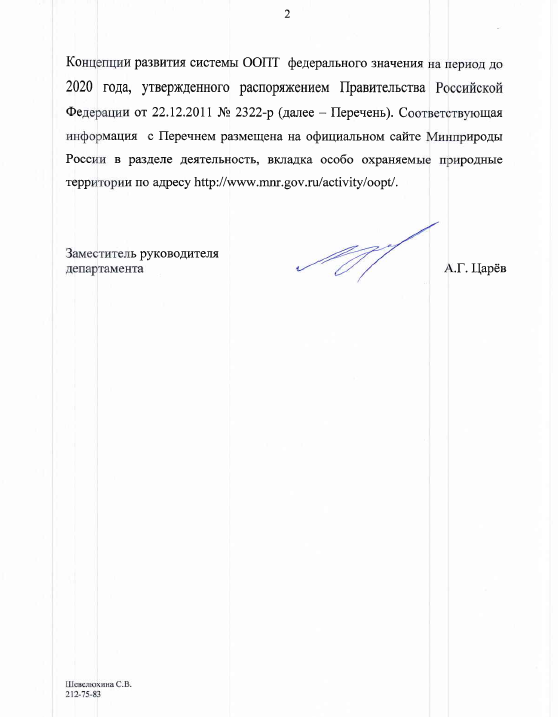 2
Концепции развития системы ООПТ федерального значения на период до
2020 года, утвержденного распоряжением Правительства Российской
Федерации от 22.12.2011 № 2322-р (далее – Перечень). Соответствующая
информация с Перечнем размещена на официальном сайте Минприроды
России в разделе деятельность, вкладка особо охраняемые природные
территории по адресу http://www.mnr.gov.ru/activity/oopt/.
Заместитель руководителя
департамента
А.Г. Царёв
Шевелюхина С.В.
212-75-83